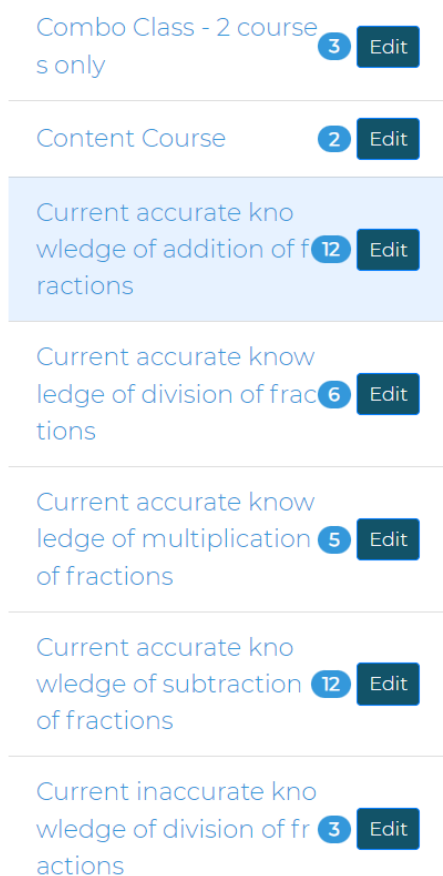 Combo Class - 2 course
s only
3 Edit
Content Course 2 Edit
Current accurate kno
wledge of addition of f 12 Edit
ractions
Current accurate know
ledge of division of frac 6 Edit
tions
Current accurate know
ledge of multiplication 5 Edit
of fractions
Current accurate kno
wledge of subtraction 12 Edit
of fractions
Current inaccurate kno
wledge of division of fr 3 Edit
actions